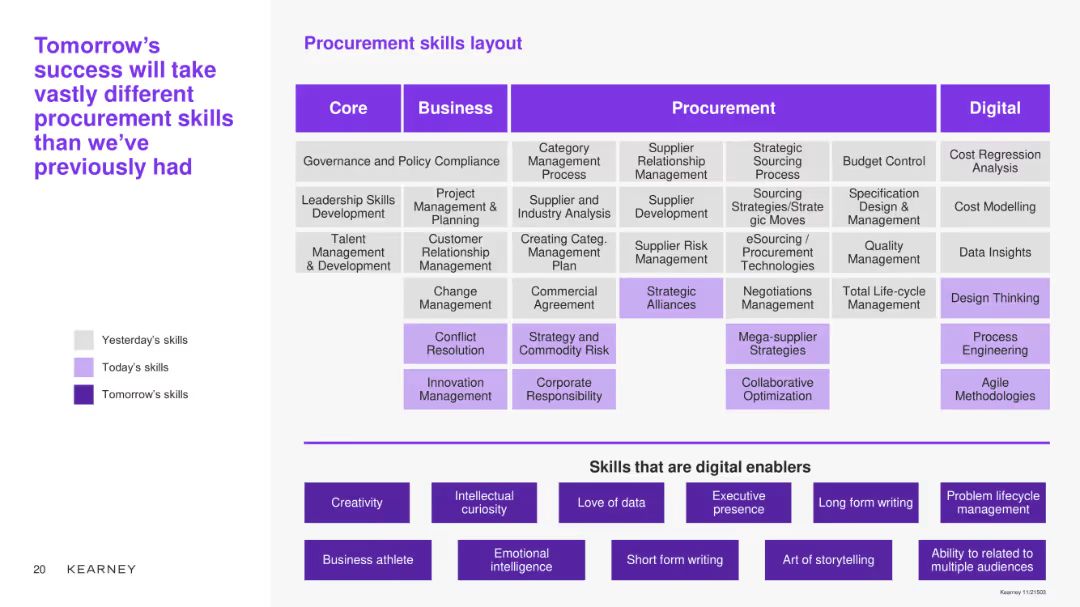 Tomorrow's
success will take
vastly different
procurement skills
than we've
previously had
Procurement skills layout
Core
Business
Procurement
Digital
Governance and Policy Compliance
Category
Management
Process
Supplier
Relationship
Management
Strategic
Sourcing
Process
Budget Control
Cost Regression
Analysis
Leadership Skills
Development
Project
Management &
Planning
Supplier and
Industry Analysis
Supplier
Development
Sourcing
Strategies/Strate
gic Moves
Specification
Design &
Management
Cost Modelling
Talent
Management
& Development
Customer
Relationship
Management
Creating Categ.
Management
Plan
Supplier Risk
Management
eSourcing /
Procurement
Technologies
Quality
Management
Data Insights
Change
Management
Commercial
Agreement
Strategic
Alliances
Negotiations
Management
Total Life-cycle
Management
Design Thinking
Conflict
Resolution
Strategy and
Commodity Risk
Mega-supplier
Strategies
Process
Engineering
Innovation
Management
Corporate
Responsibility
Collaborative
Optimization
Agile
Methodologies
Yesterday's skills
Today's skills
Tomorrow's skills
Skills that are digital enablers
Creativity
Intellectual
curiosity
Love of data
Executive
presence
Long form writing
Problem lifecycle
management
Business athlete
Emotional
intelligence
Short form writing
Art of storytelling
Ability to related to
multiple audiences
20 KEARNEY
Kearney 11/21503